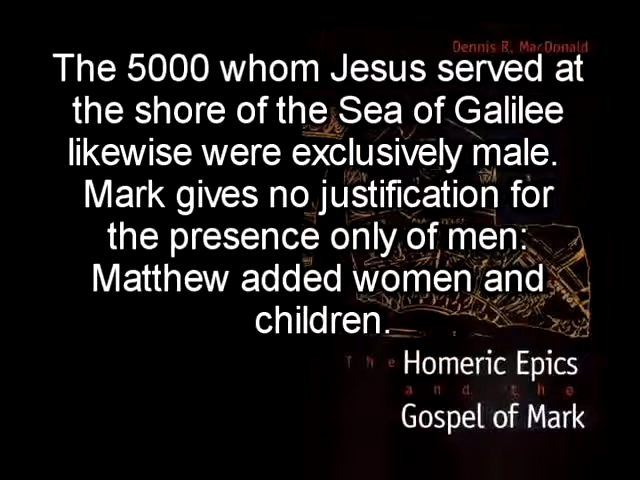 Dennis R. MacDonald
The 5000 whom Jesus served at
the shore of the Sea of Galilee
likewise were exclusively male.
Mark gives no justification for
the presence only of men:
Matthew added women and
children.
The Homeric Epics
and the
Gospel of Mark